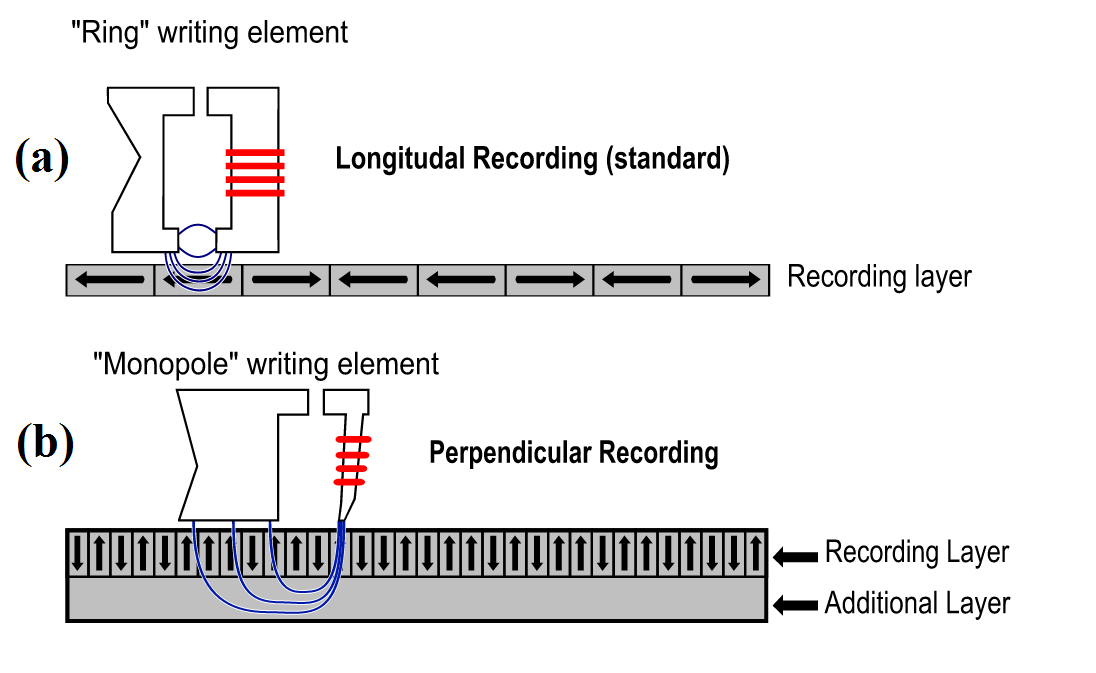 "Ring" writing element
(a)
Longitudal Recording (standard)
Recording layer
"Monopole" writing element
(b)
Perpendicular Recording
Recording Layer
Additional Layer